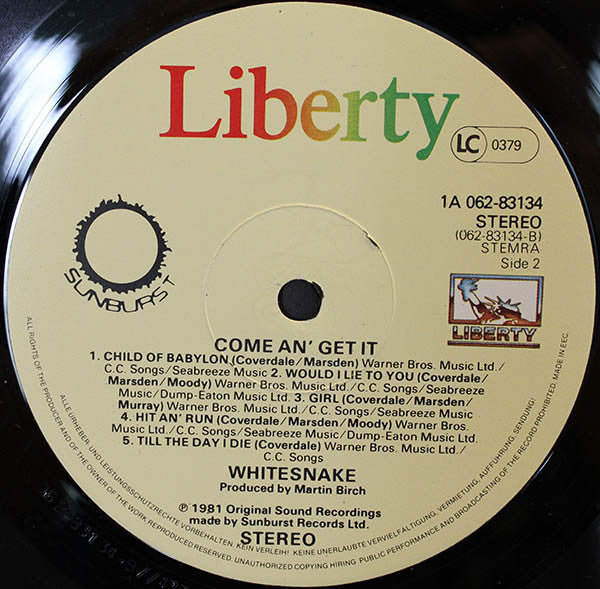 Liberty
LC 0379
1A 062-83134
STEREO
(062-83134-B)
STEMRA
Side 2
SUNBURST
LIBERTY
COME AN' GET IT
1. CHILD OF BABYLON (Coverdale/Marsden) Warner Bros. Music Ltd./
C.C. Songs/Seabreeze Music 2. WOULD I LIE TO YOU (Coverdale/
Marsden/Moody) Warner Bros. Music Ltd./C.C. Songs/Seabreeze
Music/Dump-Eaton Music Ltd. 3. GIRL (Coverdale/Marsden/
Murray) Warner Bros. Music Ltd./C.C. Songs/Seabreeze Music
4. HIT AN' RUN (Coverdale/Marsden/Moody) Warner Bros.
Music Ltd./C.C. Songs/Seabreeze Music/Dump-Eaton Music Ltd.
5. TILL THE DAY I DIE (Coverdale) Warner Bros. Music Ltd./
C.C. Songs
WHITESNAKE
Produced by Martin Birch
℗ 1981 Original Sound Recordings
made by Sunburst Records Ltd.
STEREO
ALLE URHEBER- UND LEISTUNGSSCHUTZRECHTE VORBEHALTEN. KEIN VERLEIH! KEINE UNERLAUBTE VERVIELFÄLTIGUNG, VERMIETUNG, AUFFÜHRUNG, SENDUNG!
ALL RIGHTS OF THE PRODUCER AND OF THE OWNER OF THE WORK REPRODUCED RESERVED. UNAUTHORIZED COPYING HIRING PUBLIC PERFORMANCE AND BROADCASTING OF THE RECORD PROHIBITED. MADE IN EEC.